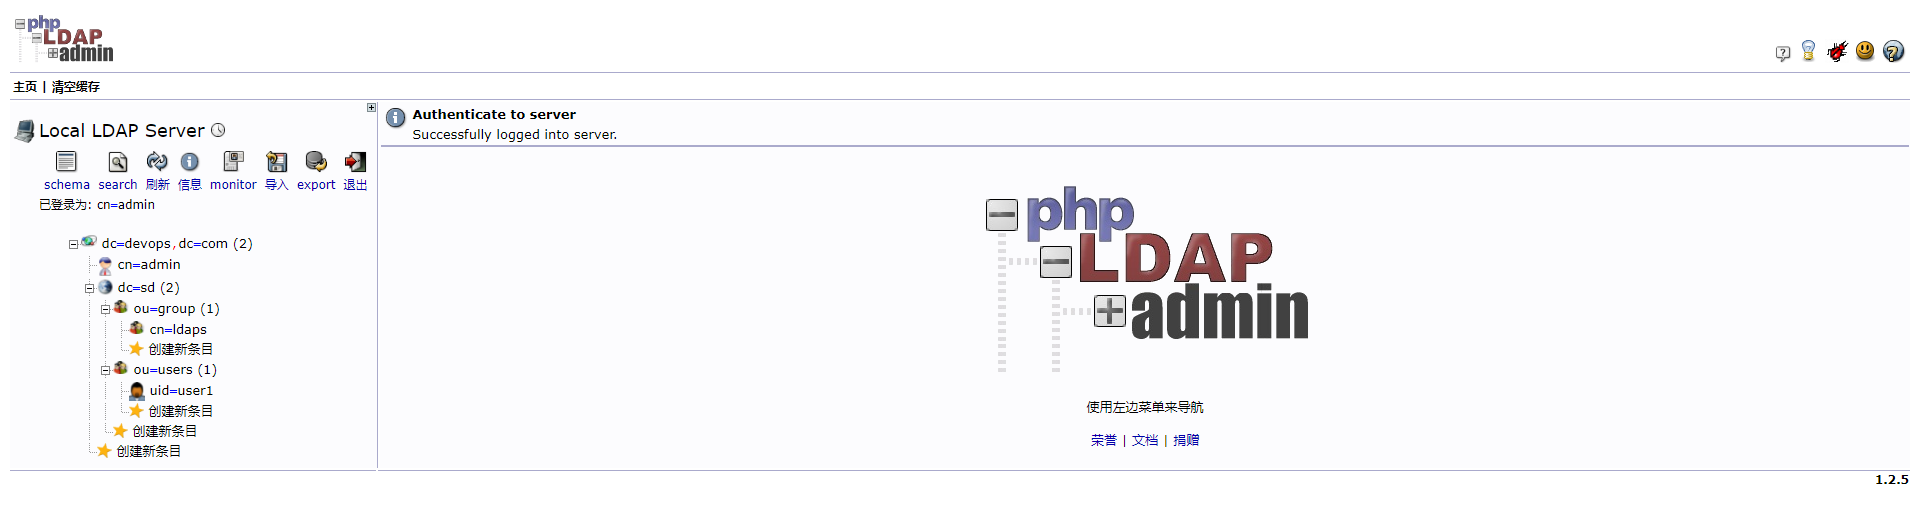 php
LDAP
admin
主页 | 清空缓存
Local LDAP Server
schema search 刷新 信息 monitor 导入 export 退出
已登录为: cn=admin
dc=devops,dc=com (2)
cn=admin
dc=sd (2)
ou=group (1)
cn=ldaps
创建新条目
ou=users (1)
uid=user1
创建新条目
创建新条目
创建新条目
Authenticate to server
Successfully logged into server.
php
LDAP
admin
使用左边菜单来导航
荣誉 | 文档 | 捐赠
1.2.5